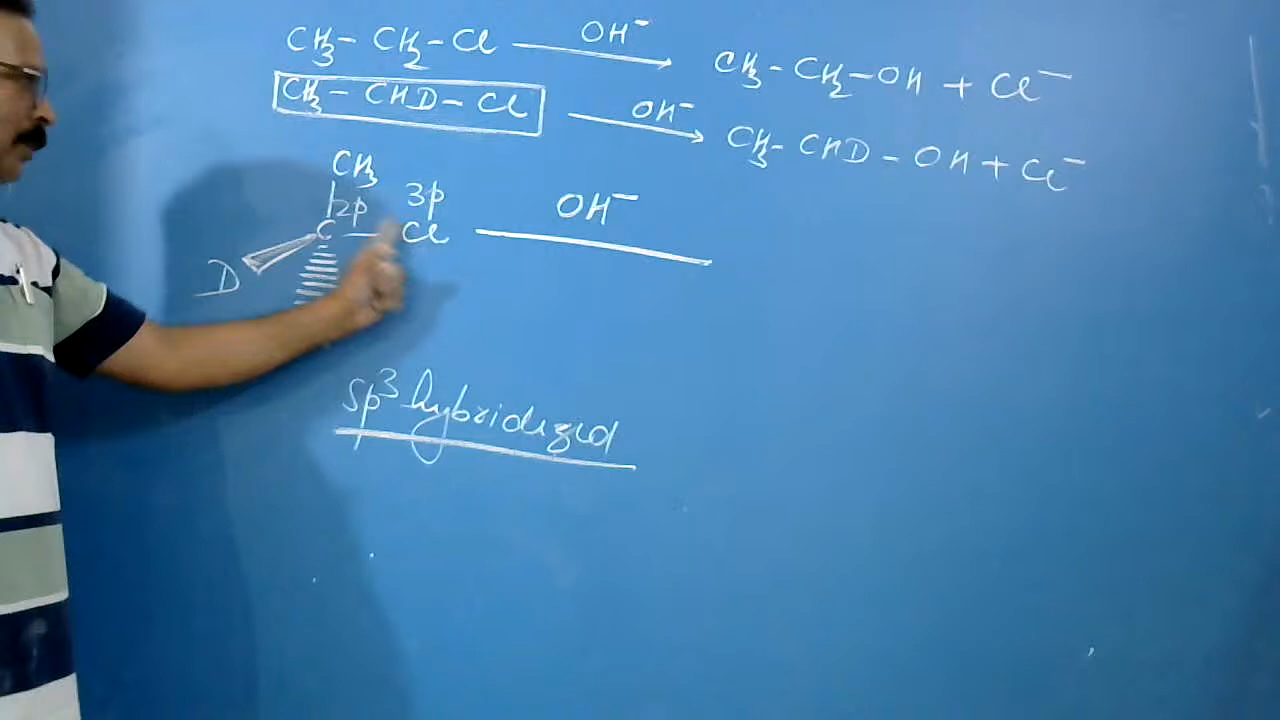 CH₃ - CH₂ - Cl OH⁻ → CH₃ - CH₂ - OH + Cl⁻
CH₃ - CHD - Cl OH⁻ → CH₃ - CHD - OH + Cl⁻
CH₃
2p 3p
D C - Cl OH⁻
sp³ hybridized